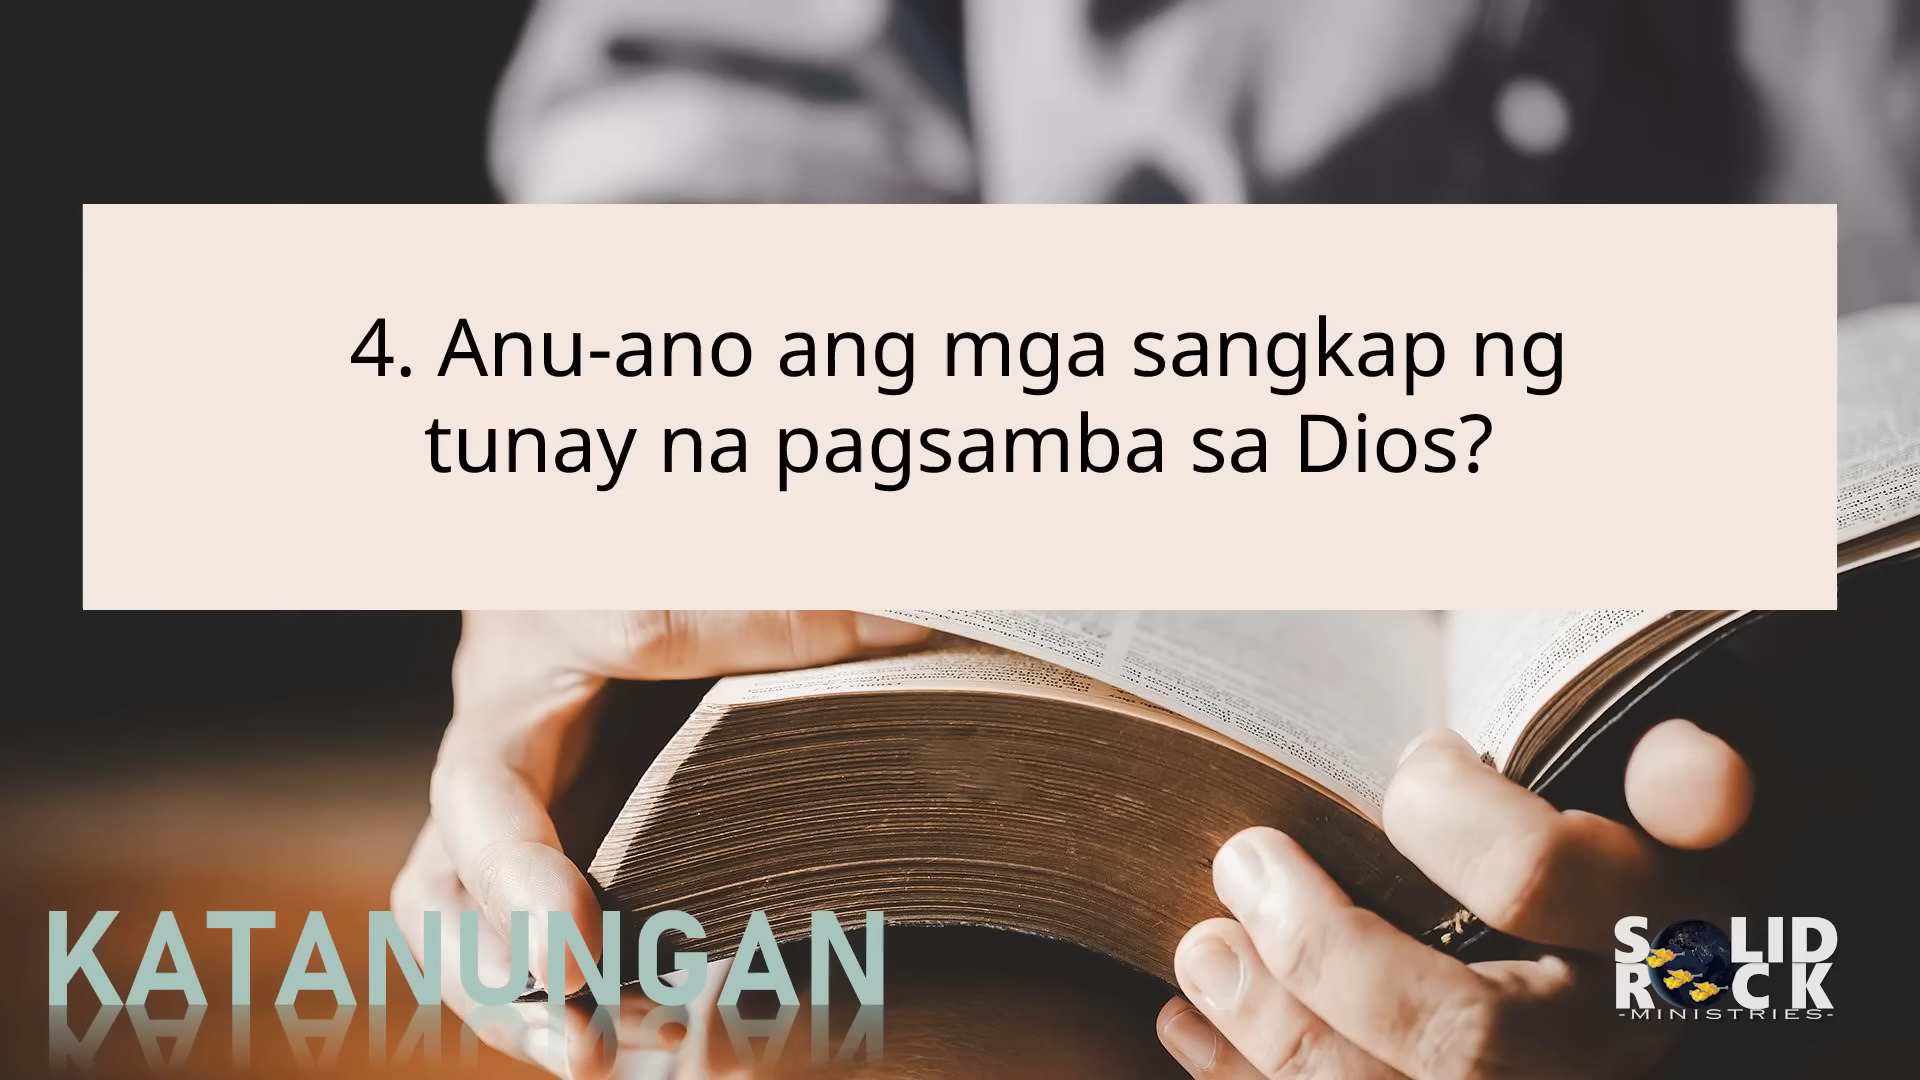 4. Anu-ano ang mga sangkap ng
tunay na pagsamba sa Dios?
KATANUNGAN
SOLID
ROCK
-MINISTRIES-